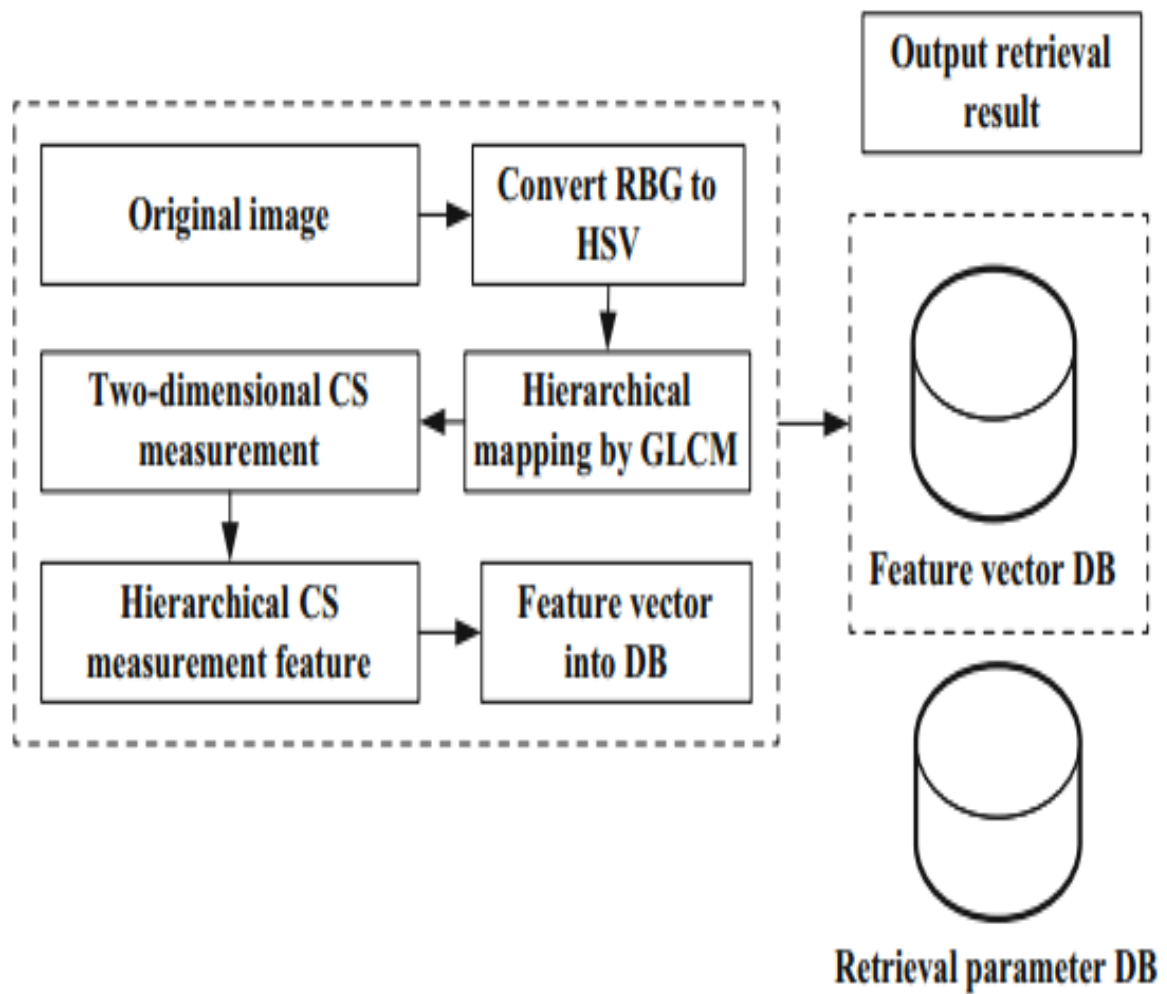 Output retrieval
result
Original image
Convert RBG to
HSV
Two-dimensional CS
measurement
Hierarchical
mapping by GLCM
Hierarchical CS
measurement feature
Feature vector
into DB
Feature vector DB
Retrieval parameter DB